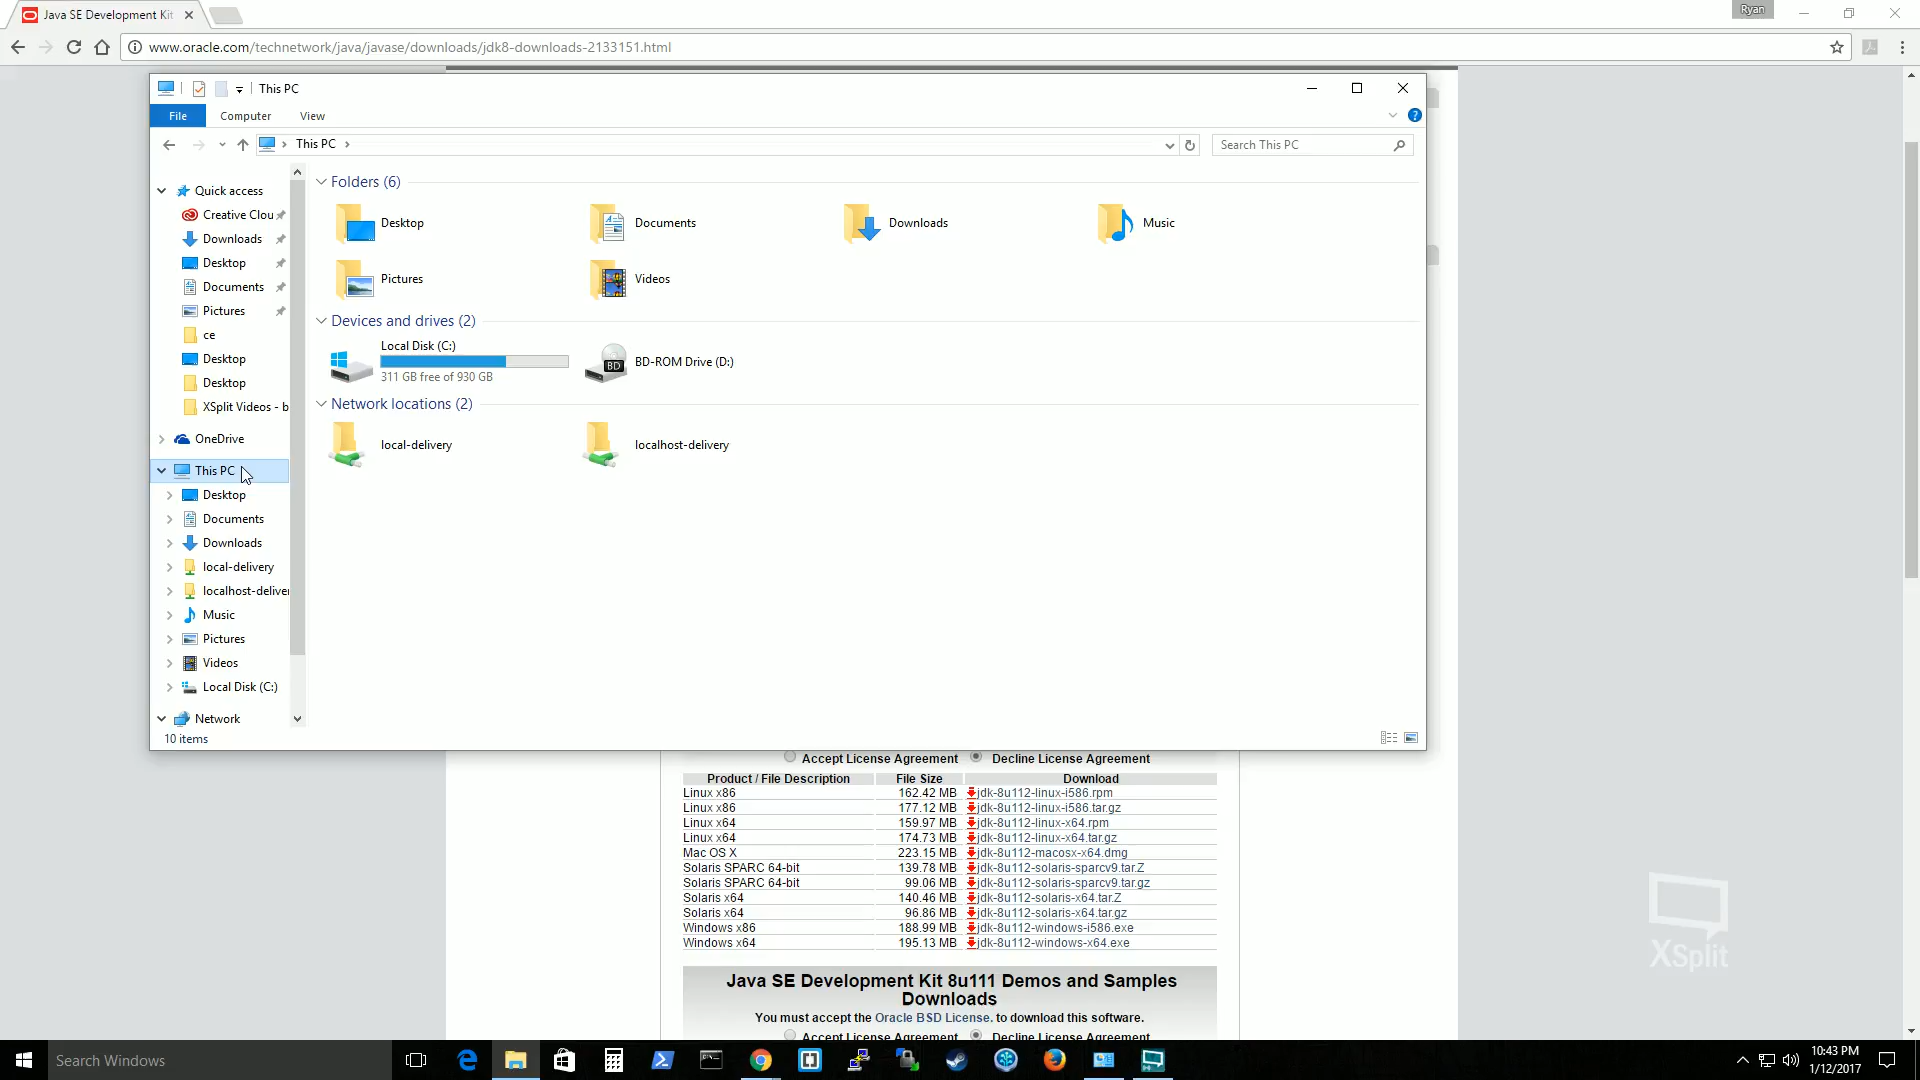 Java SE Development Kit
Ryan
www.oracle.com/technetwork/java/javase/downloads/jdk8-downloads-2133151.html
This PC
File Computer View
This PC
Search This PC
Quick access
Creative Clou
Downloads
Desktop
Documents
Pictures
ce
Desktop
Desktop
XSplit Videos - b
OneDrive
This PC
Desktop
Documents
Downloads
local-delivery
localhost-deliver
Music
Pictures
Videos
Local Disk (C:)
Network
10 items
Folders (6)
Desktop Documents Downloads Music
Pictures Videos
Devices and drives (2)
Local Disk (C:)
311 GB free of 930 GB
BD
BD-ROM Drive (D:)
Network locations (2)
local-delivery localhost-delivery
Accept License Agreement Decline License Agreement
Product / File Description File Size Download
Linux x86 162.42 MB jdk-8u112-linux-i586.rpm
Linux x86 177.12 MB jdk-8u112-linux-i586.tar.gz
Linux x64 159.97 MB jdk-8u112-linux-x64.rpm
Linux x64 174.73 MB jdk-8u112-linux-x64.tar.gz
Mac OS X 223.15 MB jdk-8u112-macosx-x64.dmg
Solaris SPARC 64-bit 139.78 MB jdk-8u112-solaris-sparcv9.tar.Z
Solaris SPARC 64-bit 99.06 MB jdk-8u112-solaris-sparcv9.tar.gz
Solaris x64 140.46 MB jdk-8u112-solaris-x64.tar.Z
Solaris x64 96.86 MB jdk-8u112-solaris-x64.tar.gz
Windows x86 188.99 MB jdk-8u112-windows-i586.exe
Windows x64 195.13 MB jdk-8u112-windows-x64.exe
Java SE Development Kit 8u111 Demos and Samples
Downloads
You must accept the Oracle BSD License. to download this software.
Accept License Agreement Decline License Agreement
XSplit
Search Windows
10:43 PM
1/12/2017